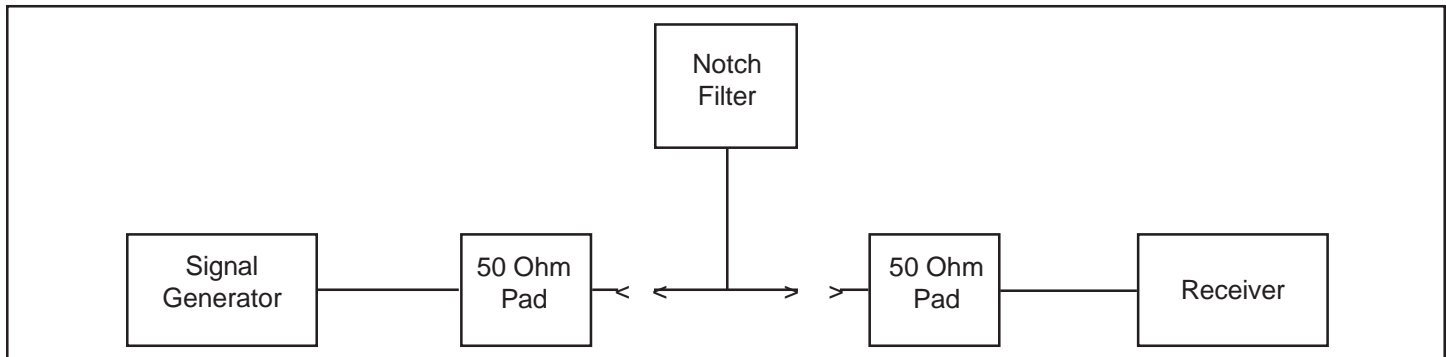 Notch
Filter
Signal
Generator
50 Ohm
Pad
< <
> >
50 Ohm
Pad
Receiver